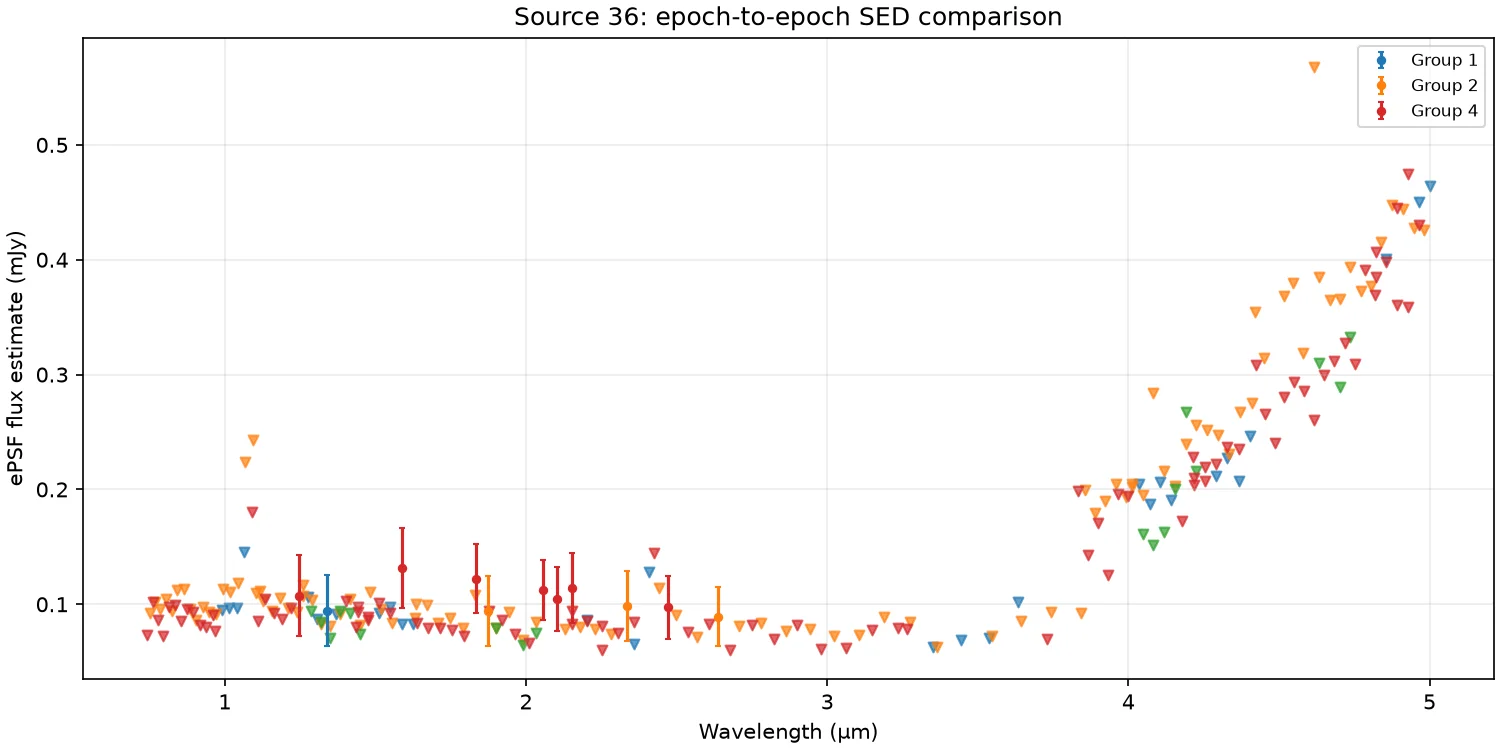 Source 36: epoch-to-epoch SED comparison
Group 1
Group 2
Group 4
ePSF flux estimate (mJy)
0.5
0.4
0.3
0.2
0.1
1 2 3 4 5
Wavelength (μm)